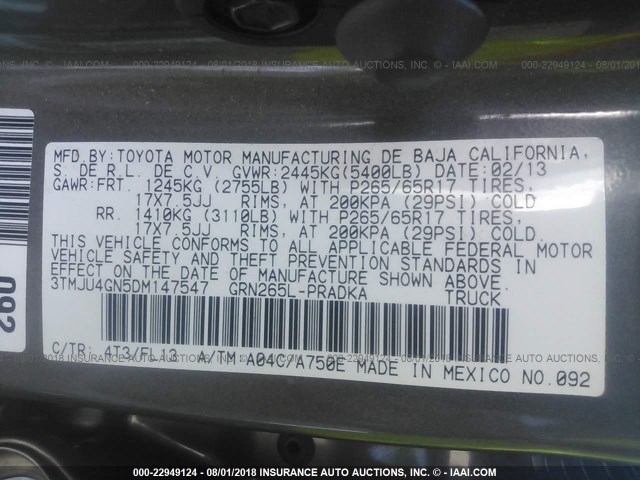 000-22949124 - 08/01/2018 INSURANCE AUTO AUCTIONS, INC. - IAAI.COM
MFD.BY:TOYOTA MOTOR MANUFACTURING DE BAJA CALIFORNIA,
S. DE R.L. DE C.V. GVWR:2445KG(5400LB) DATE:02/13
GAWR:FRT. 1245KG (2755LB) WITH P265/65R17 TIRES,
17X7.5JJ RIMS, AT 200KPA (29PSI) COLD
RR. 1410KG (3110LB) WITH P265/65R17 TIRES,
17X7.5JJ RIMS, AT 200KPA (29PSI) COLD.
THIS VEHICLE CONFORMS TO ALL APPLICABLE FEDERAL MOTOR
VEHICLE SAFETY AND THEFT PREVENTION STANDARDS IN
EFFECT ON THE DATE OF MANUFACTURE SHOWN ABOVE.
3TMJU4GN5DM147547 GRN265L-PRADKA TRUCK
C/TR: 4T3/FL13 A/TM: A04C/A750E MADE IN MEXICO NO.092
092
092
000-22949124 - 08/01/2018 INSURANCE AUTO AUCTIONS, INC. - IAAI.COM